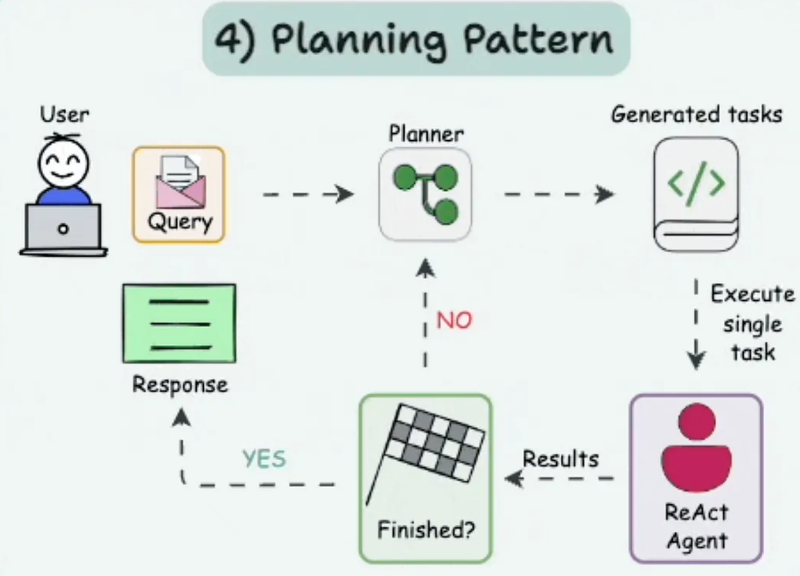 4) Planning Pattern
User
Query
Planner
Generated tasks
</>
Execute
single
task
NO
Response
YES
Finished?
Results
ReAct
Agent